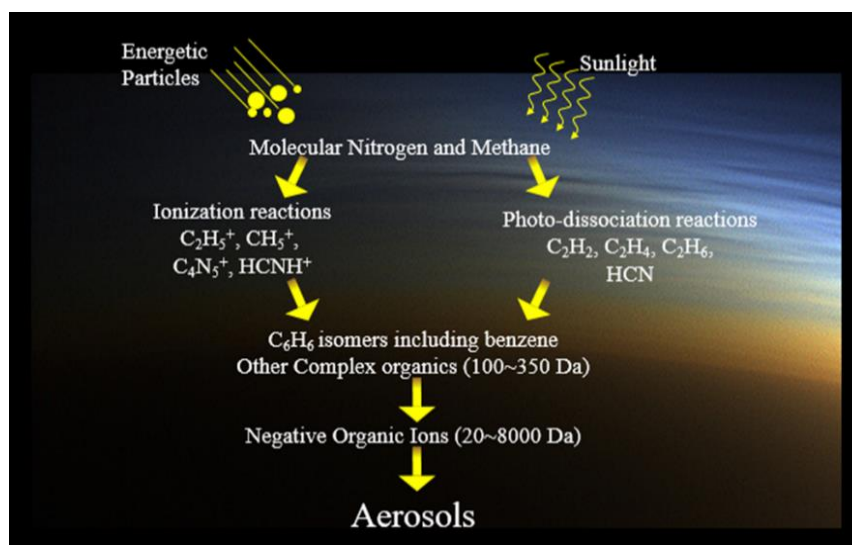 Energetic
Particles
Sunlight
Molecular Nitrogen and Methane
Ionization reactions
C₂H₅⁺, CH₅⁺,
C₄N₅⁺, HCNH⁺
Photo-dissociation reactions
C₂H₂, C₂H₄, C₂H₆,
HCN
C₆H₆ isomers including benzene
Other Complex organics (100~350 Da)
Negative Organic Ions (20~8000 Da)
Aerosols